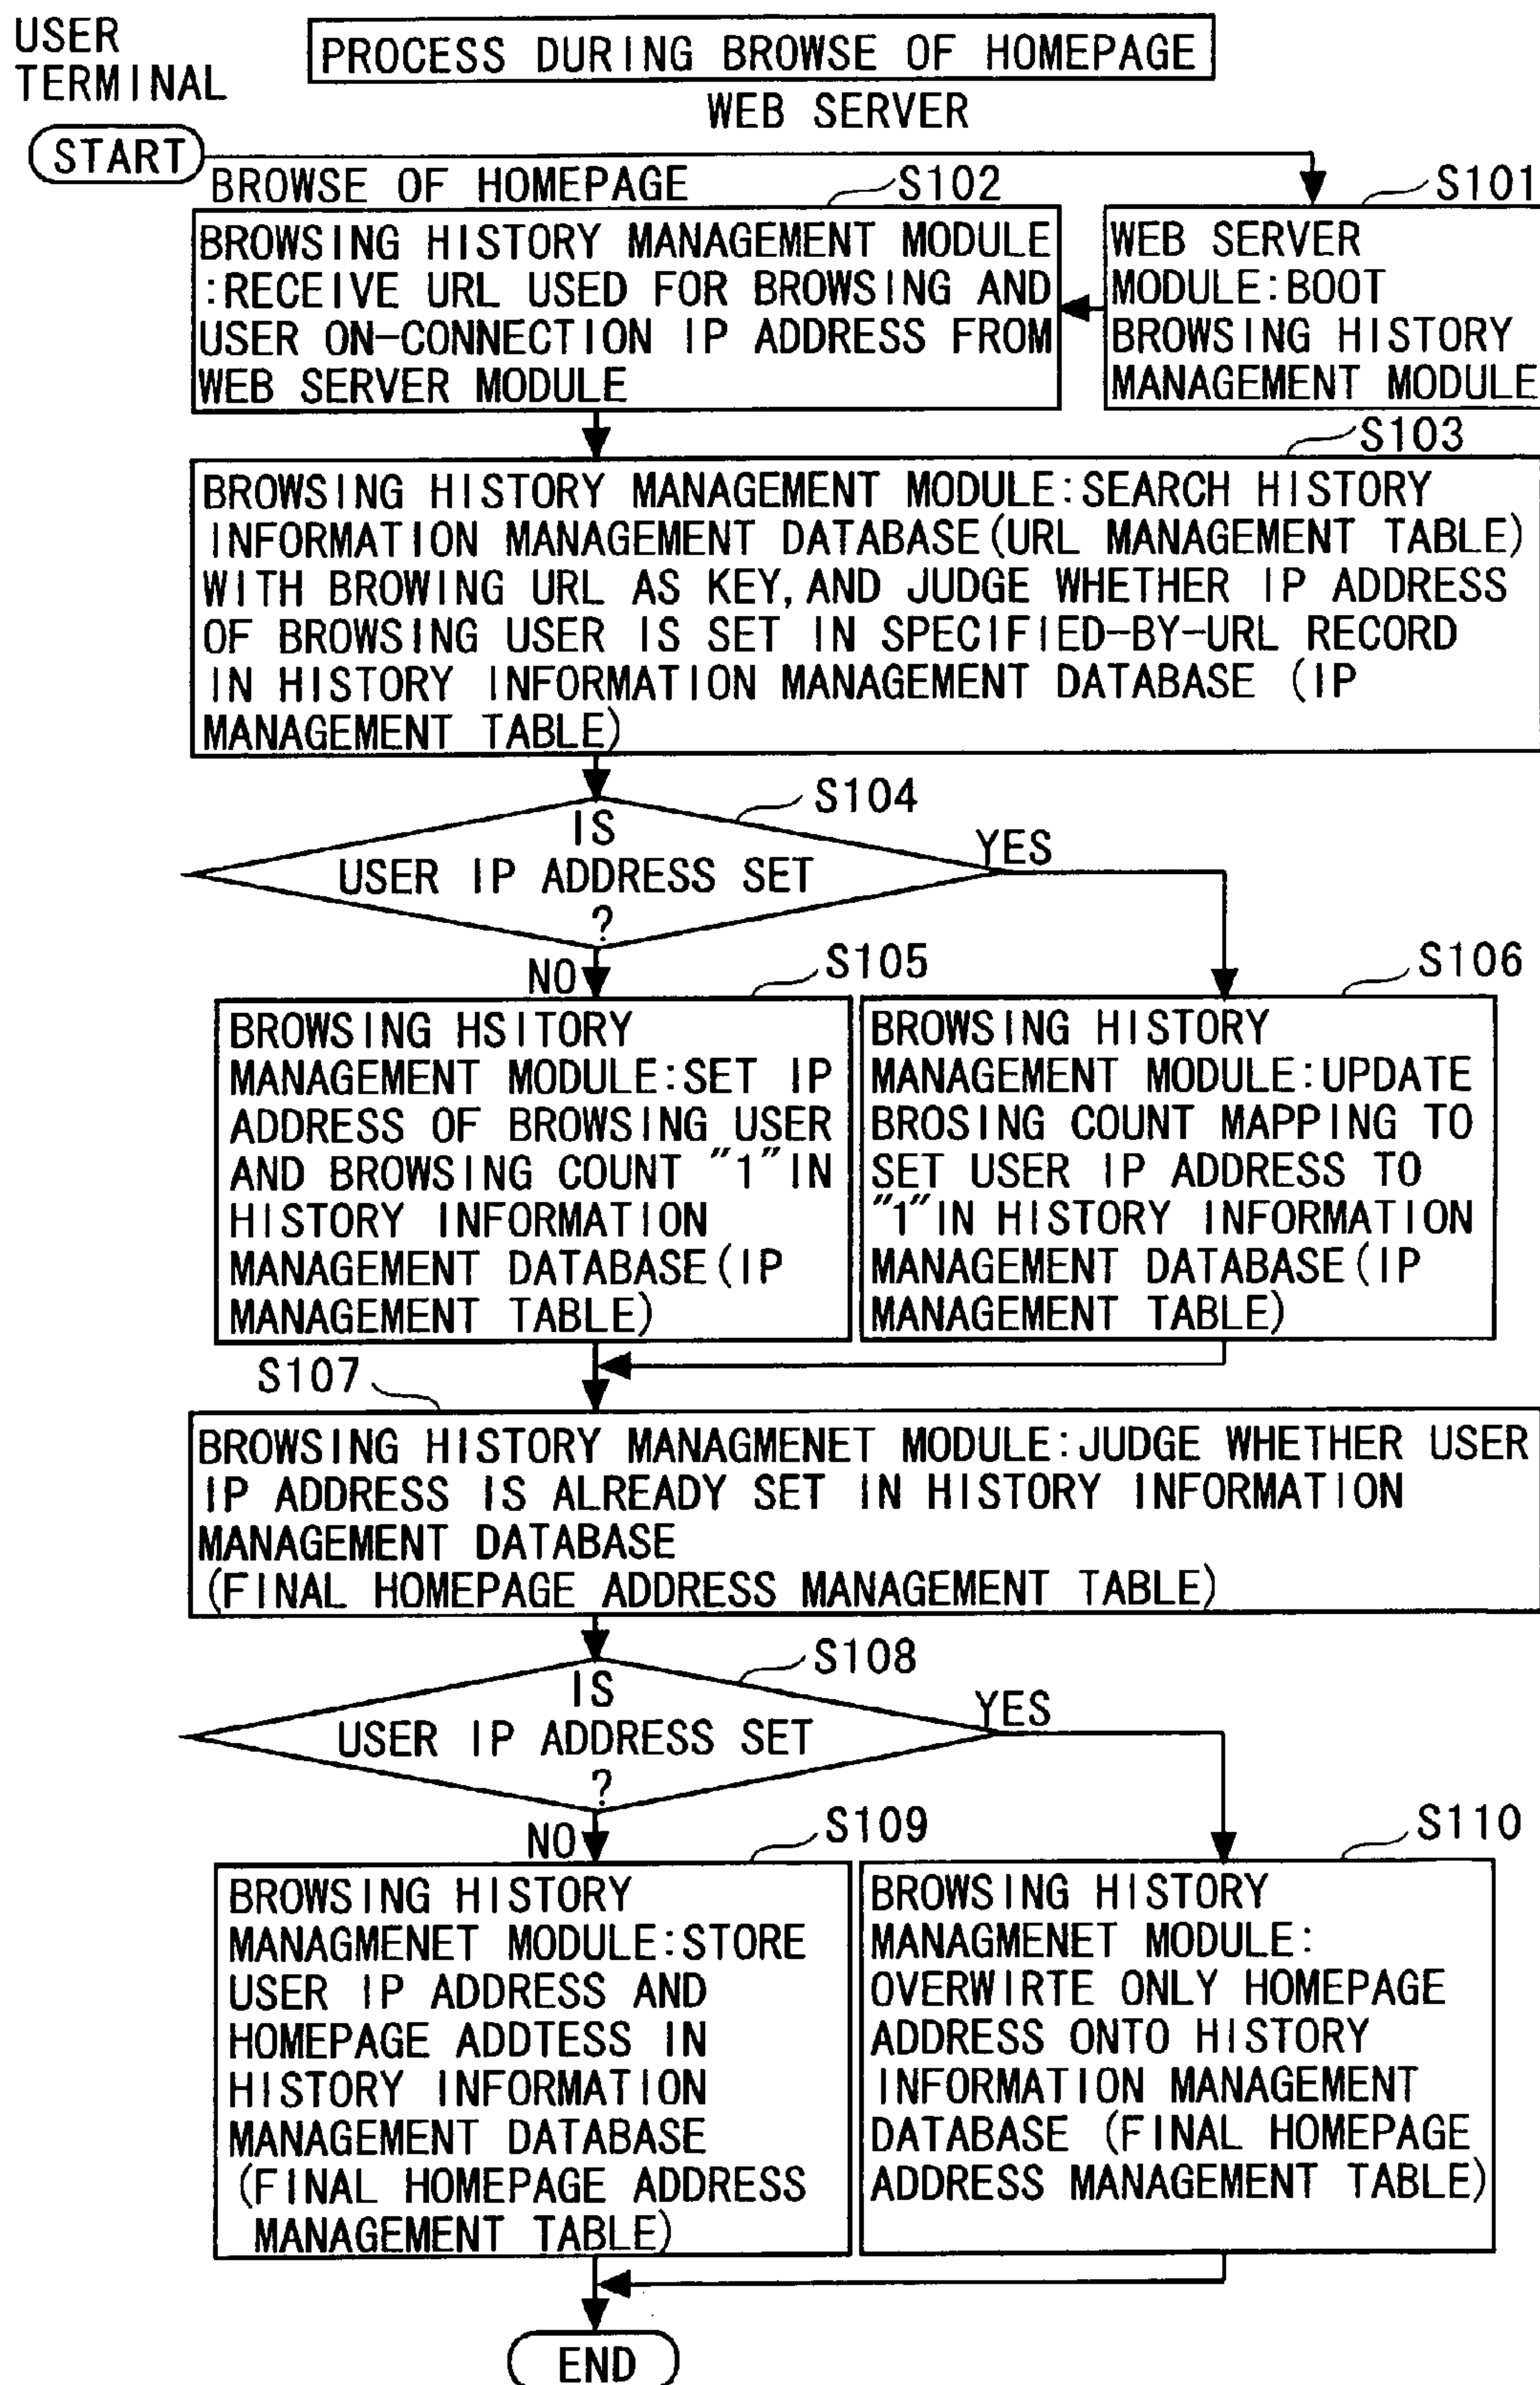 USER
TERMINAL
PROCESS DURING BROWSE OF HOMEPAGE
WEB SERVER
START
BROWSE OF HOMEPAGE
S102
S101
BROWSING HISTORY MANAGEMENT MODULE
:RECEIVE URL USED FOR BROWSING AND
USER ON-CONNECTION IP ADDRESS FROM
WEB SERVER MODULE
WEB SERVER
MODULE:BOOT
BROWSING HISTORY
MANAGEMENT MODULE
S103
BROWSING HISTORY MANAGEMENT MODULE:SEARCH HISTORY
INFORMATION MANAGEMENT DATABASE(URL MANAGEMENT TABLE)
WITH BROWING URL AS KEY,AND JUDGE WHETHER IP ADDRESS
OF BROWSING USER IS SET IN SPECIFIED-BY-URL RECORD
IN HISTORY INFORMATION MANAGEMENT DATABASE (IP
MANAGEMENT TABLE)
S104
IS
USER IP ADDRESS SET
?
YES
NO
S105
S106
BROWSING HSITORY
MANAGEMENT MODULE:SET IP
ADDRESS OF BROWSING USER
AND BROWSING COUNT "1"IN
HISTORY INFORMATION
MANAGEMENT DATABASE(IP
MANAGEMENT TABLE)
BROWSING HISTORY
MANAGEMENT MODULE:UPDATE
BROSING COUNT MAPPING TO
SET USER IP ADDRESS TO
"1"IN HISTORY INFORMATION
MANAGEMENT DATABASE(IP
MANAGEMENT TABLE)
S107
BROWSING HISTORY MANAGMENET MODULE:JUDGE WHETHER USER
IP ADDRESS IS ALREADY SET IN HISTORY INFORMATION
MANAGEMENT DATABASE
(FINAL HOMEPAGE ADDRESS MANAGEMENT TABLE)
S108
IS
USER IP ADDRESS SET
?
YES
NO
S109
S110
BROWSING HISTORY
MANAGMENET MODULE:STORE
USER IP ADDRESS AND
HOMEPAGE ADDTESS IN
HISTORY INFORMATION
MANAGEMENT DATABASE
(FINAL HOMEPAGE ADDRESS
MANAGEMENT TABLE)
BROWSING HISTORY
MANAGMENET MODULE:
OVERWIRTE ONLY HOMEPAGE
ADDRESS ONTO HISTORY
INFORMATION MANAGEMENT
DATABASE (FINAL HOMEPAGE
ADDRESS MANAGEMENT TABLE)
END